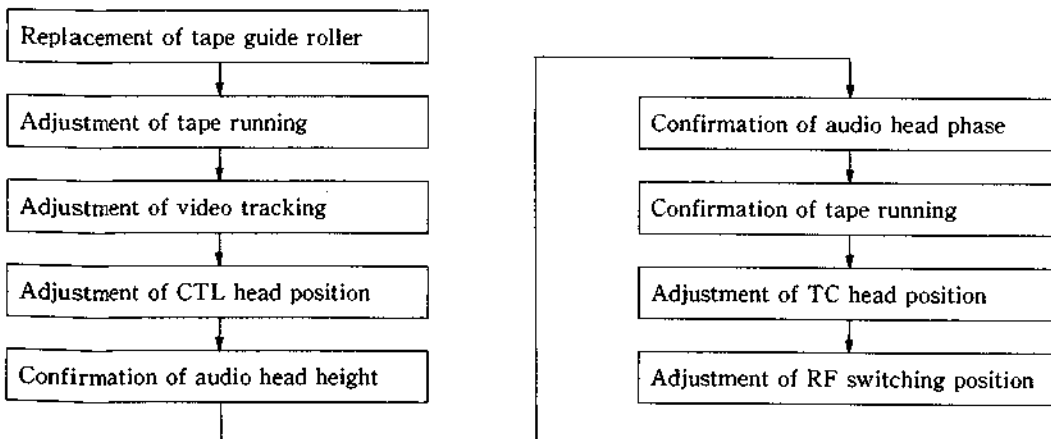 Replacement of tape guide roller
Adjustment of tape running
Adjustment of video tracking
Adjustment of CTL head position
Confirmation of audio head height
Confirmation of audio head phase
Confirmation of tape running
Adjustment of TC head position
Adjustment of RF switching position